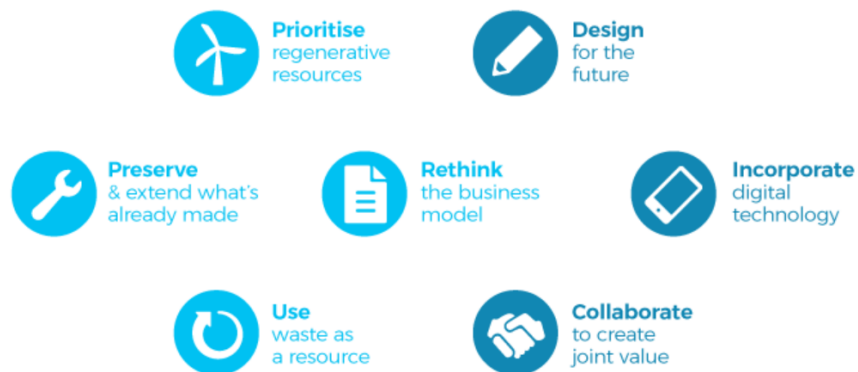 Prioritise
regenerative
resources
Design
for the
future
Preserve
& extend what's
already made
Rethink
the business
model
Incorporate
digital
technology
Use
waste as
a resource
Collaborate
to create
joint value